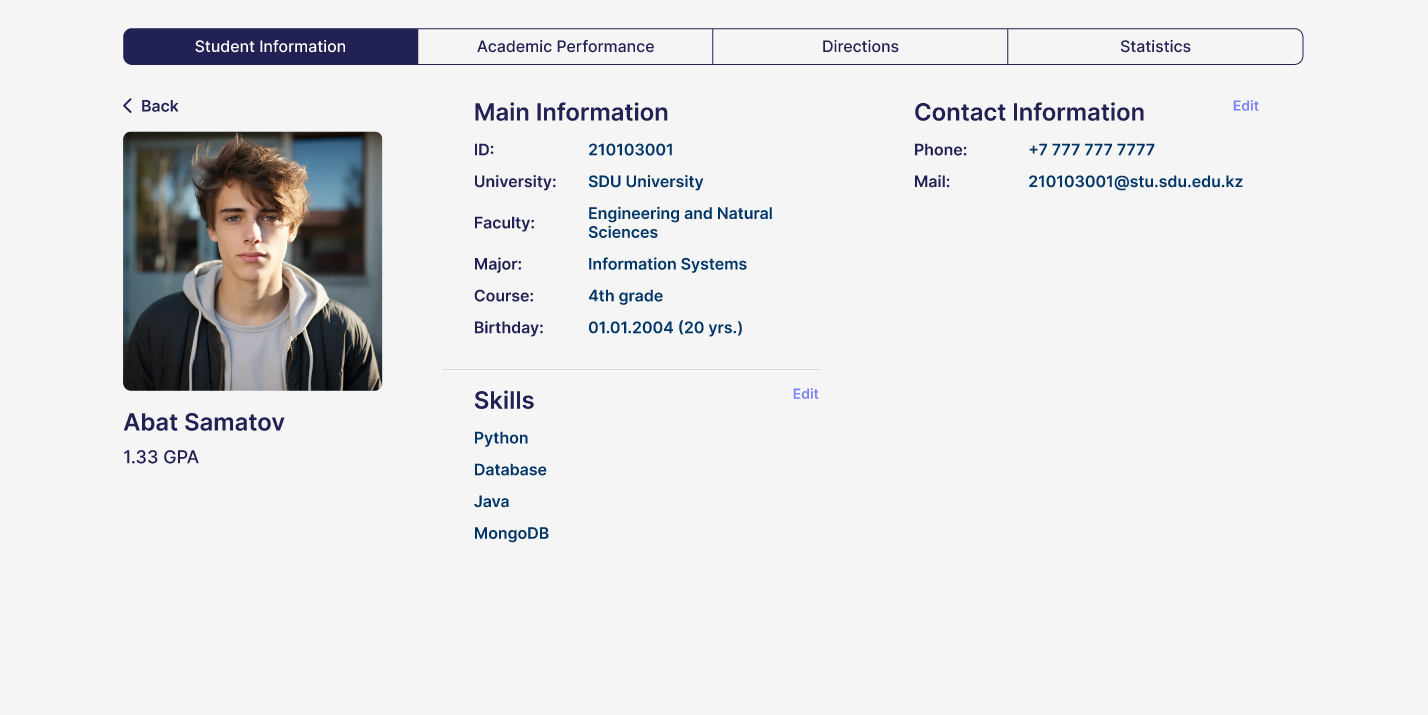 Student Information
Academic Performance
Directions
Statistics
Back
Abat Samatov
1.33 GPA
Main Information
ID: 210103001
University: SDU University
Faculty: Engineering and Natural
Sciences
Major: Information Systems
Course: 4th grade
Birthday: 01.01.2004 (20 yrs.)
Skills
Edit
Python
Database
Java
MongoDB
Contact Information
Edit
Phone: +7 777 777 7777
Mail: 210103001@stu.sdu.edu.kz